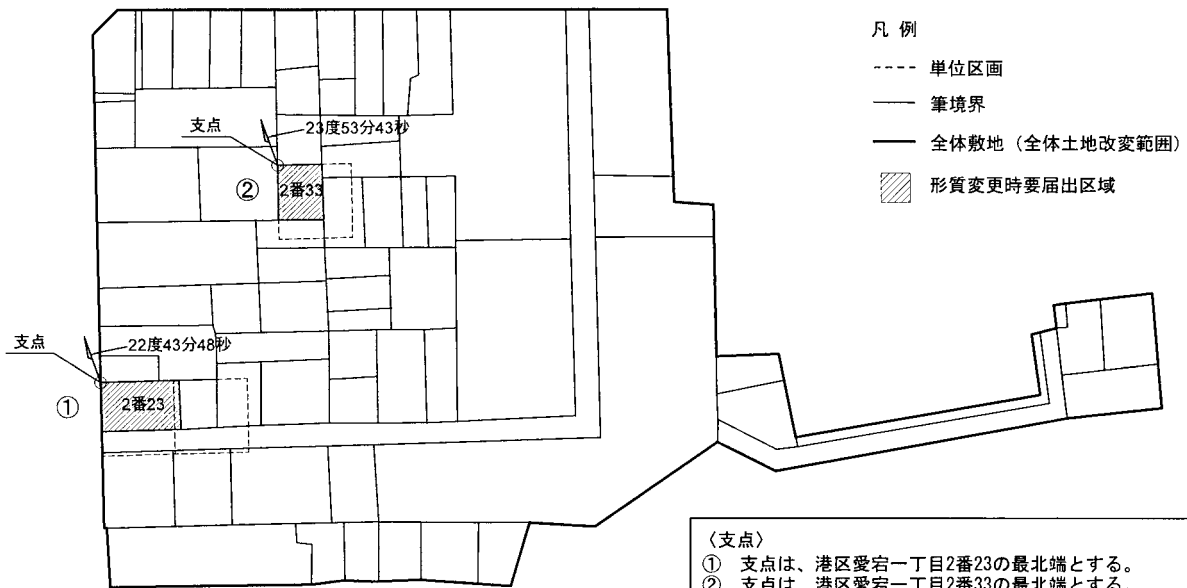 凡 例
単位区画
筆境界
全体敷地（全体土地改変範囲）
形質変更時要届出区域
支点
23度53分43秒
②
2番33
支点
22度43分48秒
①
2番23
〈支点〉
① 支点は、港区愛宕一丁目2番23の最北端とする。
② 支点は、港区愛宕一丁目2番33の最北端とする